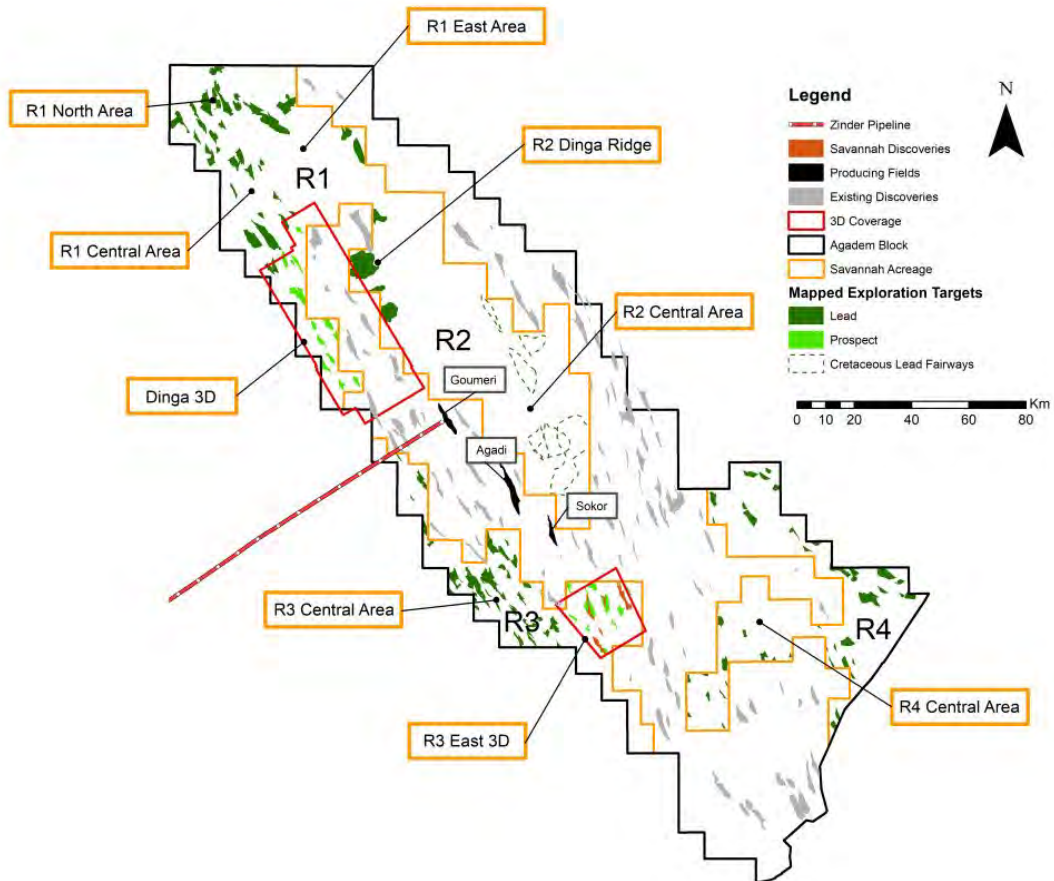 R1 East Area
R1 North Area
R2 Dinga Ridge
R1
R1 Central Area
R2 Central Area
R2
Dinga 3D
Goumeri
Agadi
Sokor
R3 Central Area
R3
R4
R4 Central Area
R3 East 3D
Legend
Zinder Pipeline
Savannah Discoveries
Producing Fields
Existing Discoveries
3D Coverage
Agadem Block
Savannah Acreage
Mapped Exploration Targets
Lead
Prospect
Cretaceous Lead Fairways
N
Km
0 10 20 40 60 80